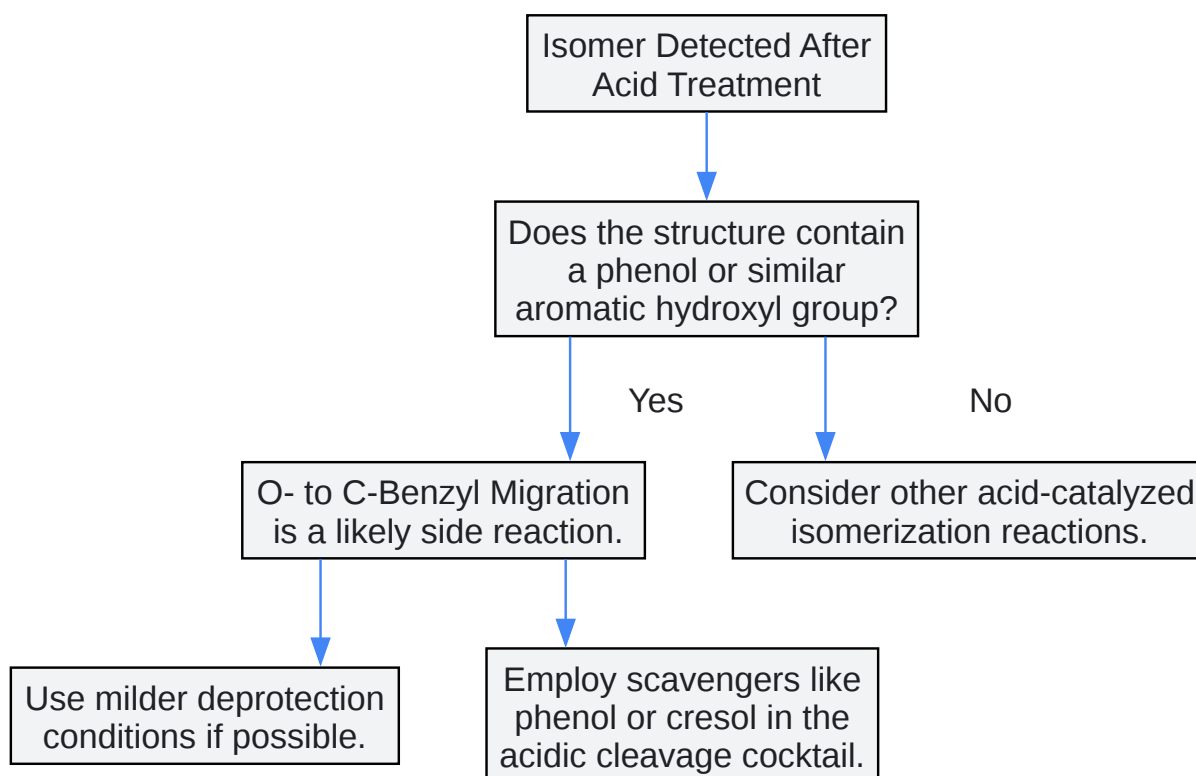 Isomer Detected After
Acid Treatment
Does the structure contain
a phenol or similar
aromatic hydroxyl group?
Yes
No
O- to C-Benzyl Migration
is a likely side reaction.
Consider other acid-catalyzed
isomerization reactions.
Use milder deprotection
conditions if possible.
Employ scavengers like
phenol or cresol in the
acidic cleavage cocktail.